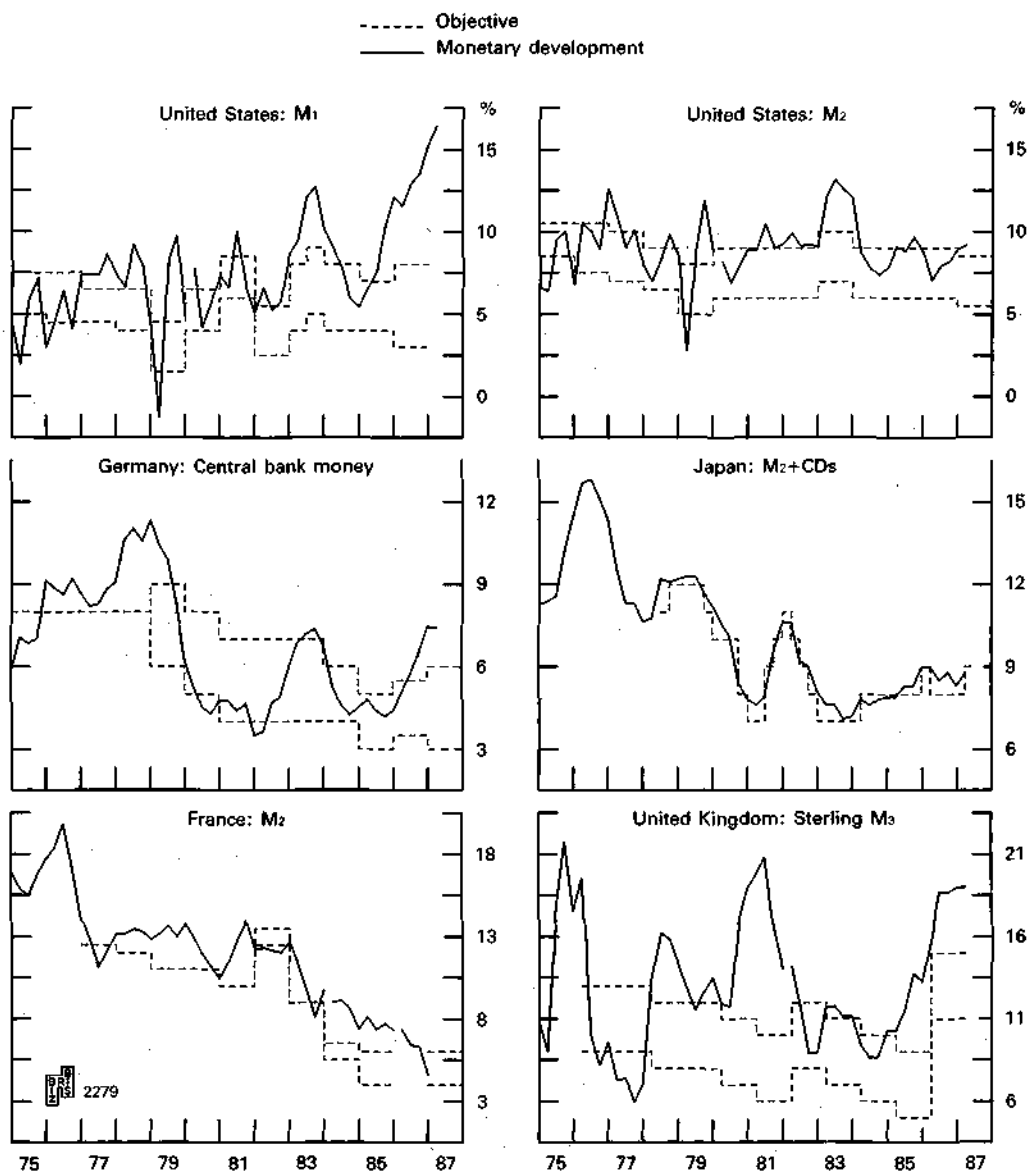 Objective
Monetary development
United States: M1
%
15
10
5
0
United States: M2
%
15
10
5
0
Germany: Central bank money
12
9
6
3
Japan: M2+CDs
15
12
9
6
France: M2
18
13
8
3
2279
United Kingdom: Sterling M3
21
16
11
6
75 77 79 81 83 85 87
75 77 79 81 83 85 87